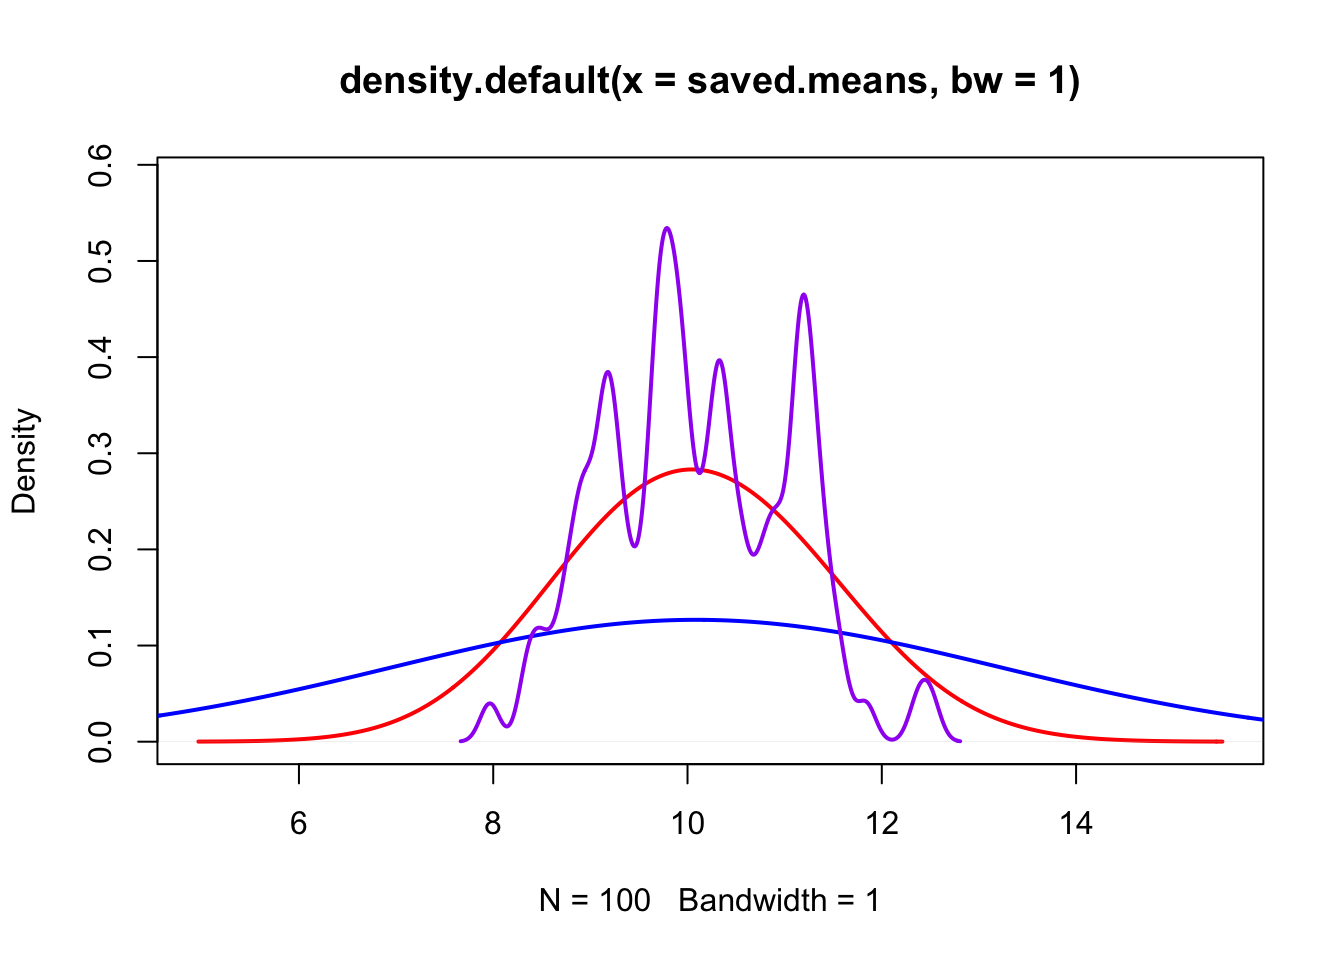 density.default(x = saved.means, bw = 1)
Density
0.6
0.5
0.4
0.3
0.2
0.1
0.0
6 8 10 12 14
N = 100   Bandwidth = 1